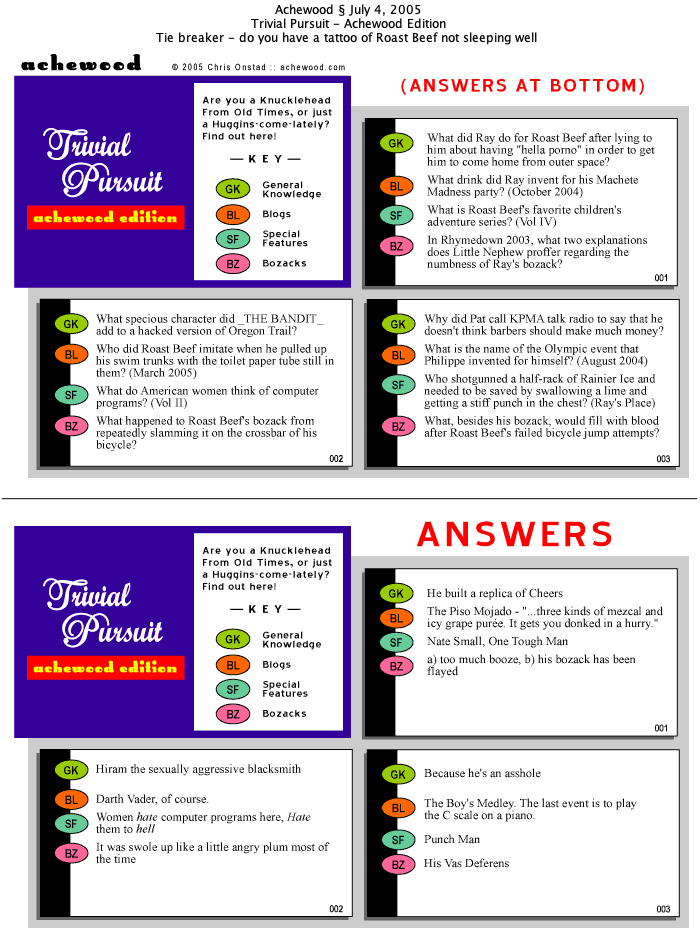 Achewood § July 4, 2005
Trivial Pursuit – Achewood Edition
Tie breaker – do you have a tattoo of Roast Beef not sleeping well
achewood
© 2005 Chris Onstad :: achewood.com
(ANSWERS AT BOTTOM)
Trivial
Pursuit
achewood edition
Are you a Knucklehead
From Old Times, or just
a Huggins-come-lately?
Find out here!
— KEY —
GK General
Knowledge
BL Blogs
SF Special
Features
BZ Bozacks
GK What did Ray do for Roast Beef after lying to
him about having "hella porno" in order to get
him to come home from outer space?
BL What drink did Ray invent for his Machete
Madness party? (October 2004)
SF What is Roast Beef's favorite children's
adventure series? (Vol IV)
BZ In Rhymedown 2003, what two explanations
does Little Nephew proffer regarding the
numbness of Ray's bozack?
001
GK What specious character did _THE BANDIT_
add to a hacked version of Oregon Trail?
BL Who did Roast Beef imitate when he pulled up
his swim trunks with the toilet paper tube still in
them? (March 2005)
SF What do American women think of computer
programs? (Vol II)
BZ What happened to Roast Beef's bozack from
repeatedly slamming it on the crossbar of his
bicycle?
002
GK Why did Pat call KPMA talk radio to say that he
doesn't think barbers should make much money?
BL What is the name of the Olympic event that
Philippe invented for himself? (August 2004)
SF Who shotgunned a half-rack of Rainier Ice and
needed to be saved by swallowing a lime and
getting a stiff punch in the chest? (Ray's Place)
BZ What, besides his bozack, would fill with blood
after Roast Beef's failed bicycle jump attempts?
003
ANSWERS
Trivial
Pursuit
achewood edition
Are you a Knucklehead
From Old Times, or just
a Huggins-come-lately?
Find out here!
— KEY —
GK General
Knowledge
BL Blogs
SF Special
Features
BZ Bozacks
GK He built a replica of Cheers
BL The Piso Mojado - "...three kinds of mezcal and
icy grape purée. It gets you donked in a hurry."
SF Nate Small, One Tough Man
BZ a) too much booze, b) his bozack has been
flayed
001
GK Hiram the sexually aggressive blacksmith
BL Darth Vader, of course.
SF Women hate computer programs here, Hate
them to hell
BZ It was swole up like a little angry plum most of
the time
002
GK Because he's an asshole
BL The Boy's Medley. The last event is to play
the C scale on a piano.
SF Punch Man
BZ His Vas Deferens
003